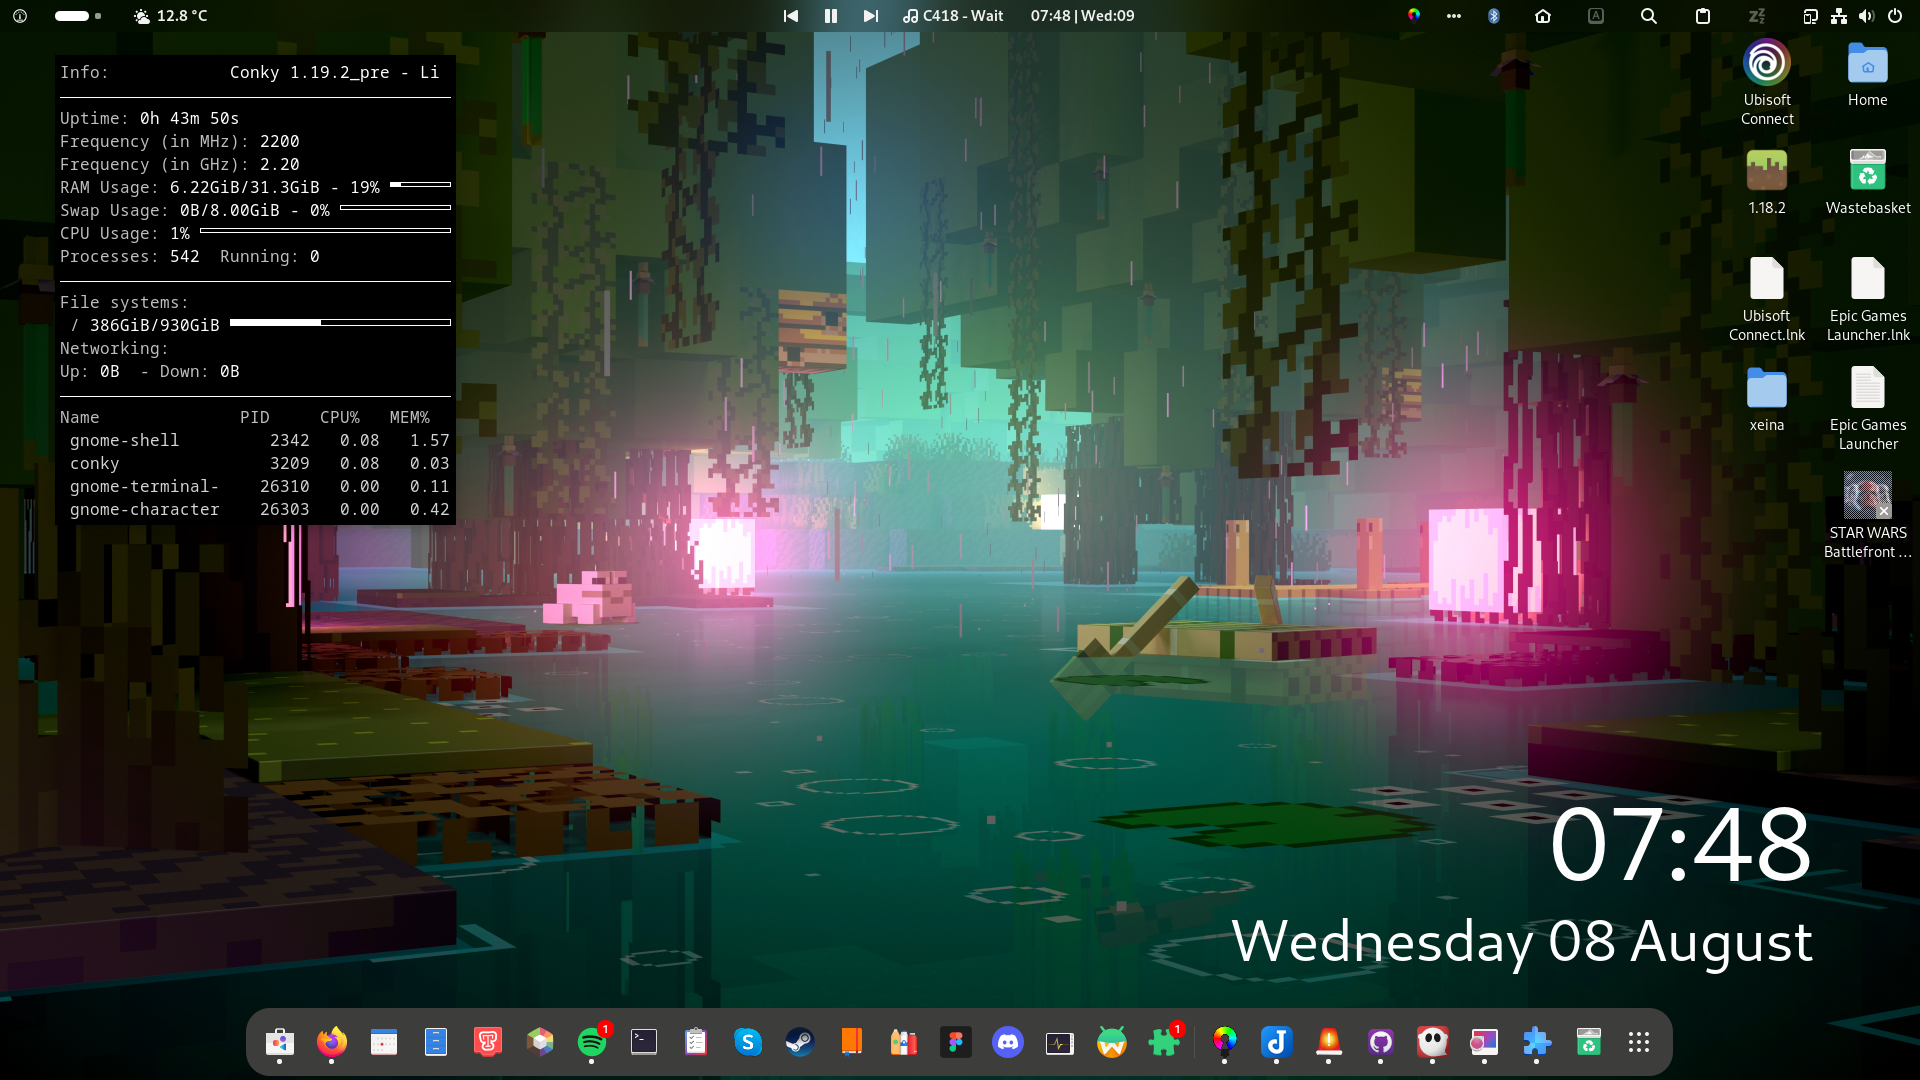 12.8 °C
C418 - Wait
07:48 | Wed:09
A
Info: Conky 1.19.2_pre - Li
Uptime: 0h 43m 50s
Frequency (in MHz): 2200
Frequency (in GHz): 2.20
RAM Usage: 6.22GiB/31.3GiB - 19%
Swap Usage: 0B/8.00GiB - 0%
CPU Usage: 1%
Processes: 542 Running: 0
File systems:
/ 386GiB/930GiB
Networking:
Up: 0B - Down: 0B
Name PID CPU% MEM%
gnome-shell 2342 0.08 1.57
conky 3209 0.08 0.03
gnome-terminal- 26310 0.00 0.11
gnome-character 26303 0.00 0.42
Ubisoft
Connect
Home
1.18.2
Wastebasket
Ubisoft
Connect.lnk
Epic Games
Launcher.lnk
xeina
Epic Games
Launcher
STAR WARS
Battlefront ...
07:48
Wednesday 08 August
1
1